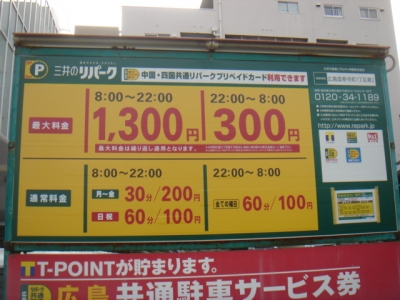 P 三井のリパーク
中国・四国共通リパークプリペイドカード利用できます
8:00～22:00 22:00～8:00
最大料金 1,300円 300円
最大料金は繰り返し適用となります。
8:00～22:00 22:00～8:00
通常料金 月～金 30分/200円 全ての曜日 60分/100円
日祝 60分/100円
0120-34-1189
http://www.repark.jp
T-POINTが貯まります。
広島 共通駐車サービス券